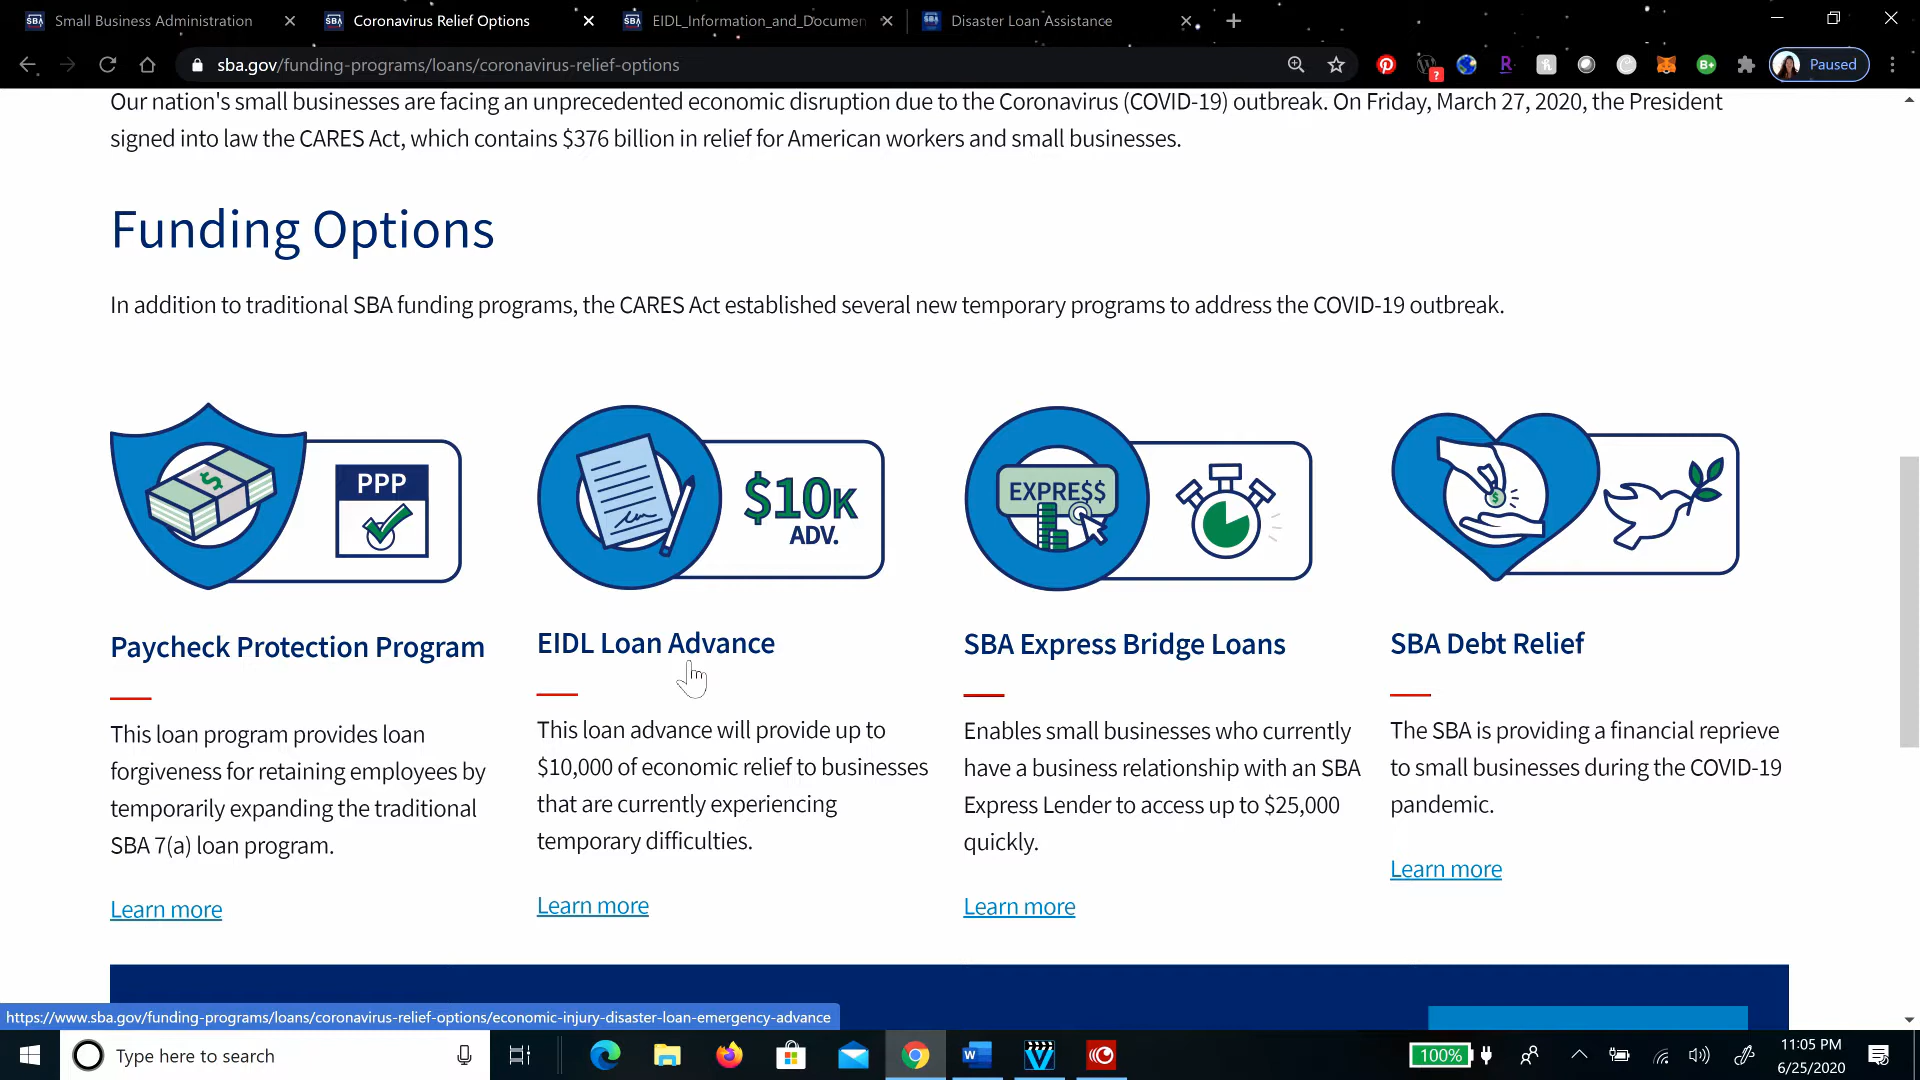 SBA Small Business Administration
SBA Coronavirus Relief Options
SBA EIDL_Information_and_Documen
SBA Disaster Loan Assistance
sba.gov/funding-programs/loans/coronavirus-relief-options
?
R
B+
Paused
Our nation's small businesses are facing an unprecedented economic disruption due to the Coronavirus (COVID-19) outbreak. On Friday, March 27, 2020, the President
signed into law the CARES Act, which contains $376 billion in relief for American workers and small businesses.
Funding Options
In addition to traditional SBA funding programs, the CARES Act established several new temporary programs to address the COVID-19 outbreak.
$
PPP
$10K
ADV.
EXPRE$$
$
Paycheck Protection Program
This loan program provides loan
forgiveness for retaining employees by
temporarily expanding the traditional
SBA 7(a) loan program.
Learn more
EIDL Loan Advance
This loan advance will provide up to
$10,000 of economic relief to businesses
that are currently experiencing
temporary difficulties.
Learn more
SBA Express Bridge Loans
Enables small businesses who currently
have a business relationship with an SBA
Express Lender to access up to $25,000
quickly.
Learn more
SBA Debt Relief
The SBA is providing a financial reprieve
to small businesses during the COVID-19
pandemic.
Learn more
https://www.sba.gov/funding-programs/loans/coronavirus-relief-options/economic-injury-disaster-loan-emergency-advance
Type here to search
W
100%
11:05 PM
6/25/2020